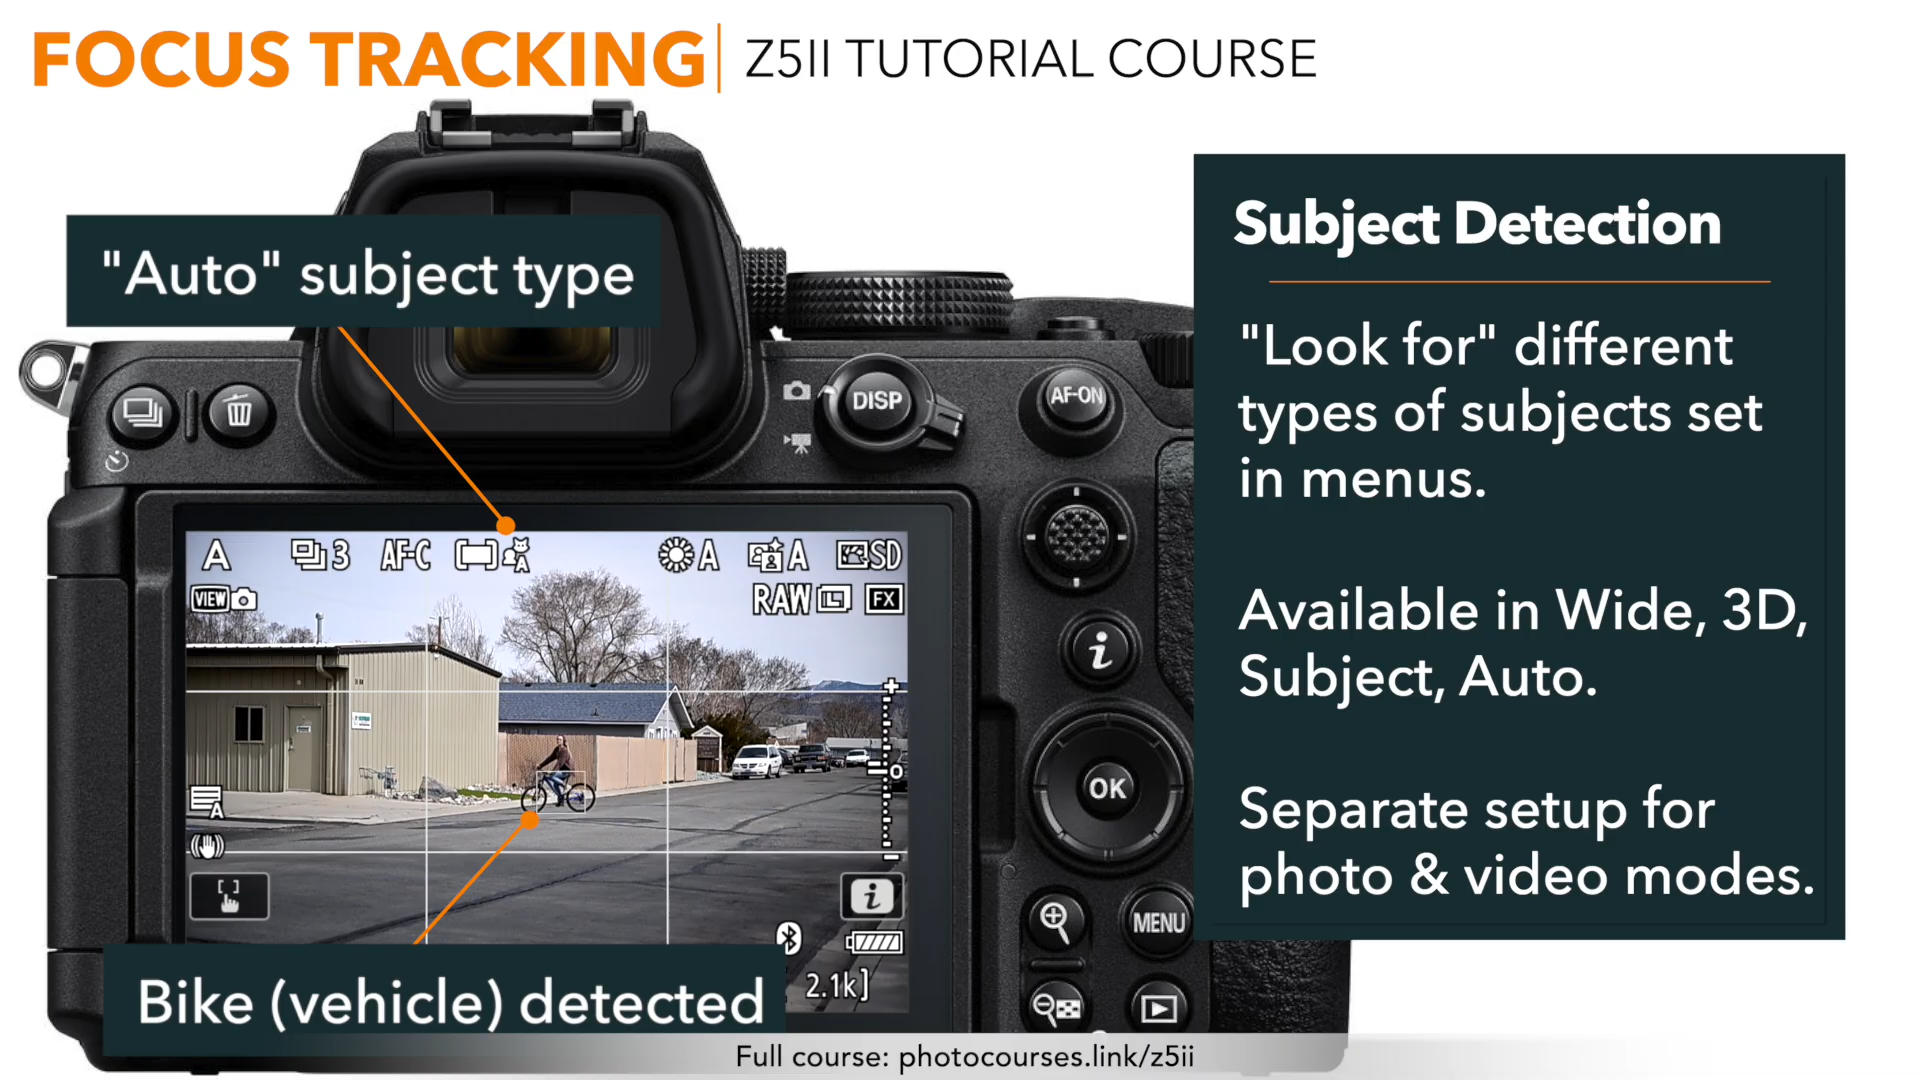 FOCUS TRACKING
Z5II TUTORIAL COURSE
"Auto" subject type
Subject Detection
"Look for" different
types of subjects set
in menus.
Available in Wide, 3D,
Subject, Auto.
Separate setup for
photo & video modes.
DISP
AF-ON
A 3 AF-C A A A SD
VIEW RAW L FX
A
i
OK
i
MENU
2.1k]
Bike (vehicle) detected
Full course: photocourses.link/z5ii